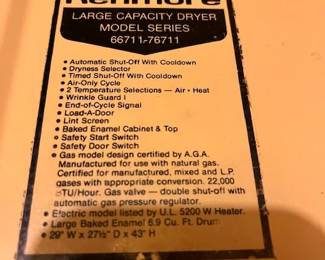 Kenmore
LARGE CAPACITY DRYER
MODEL SERIES
66711-76711
• Automatic Shut-Off With Cooldown
• Dryness Selector
• Timed Shut-Off With Cooldown
• Air-Only Cycle
• 2 Temperature Selections — Air - Heat
• Wrinkle Guard I
• End-of-Cycle Signal
• Load-A-Door
• Lint Screen
• Baked Enamel Cabinet & Top
• Safety Start Switch
• Safety Door Switch
• Gas model design certified by A.G.A.
Manufactured for use with natural gas.
Certified for manufactured, mixed and L.P.
gases with appropriate conversion. 22,000
BTU/Hour. Gas valve — double shut-off with
automatic gas pressure regulator.
• Electric model listed by U.L. 5200 W Heater.
• Large Baked Enamel 6.9 Cu. Ft. Drum
• 29" W x 27½" D x 43" H